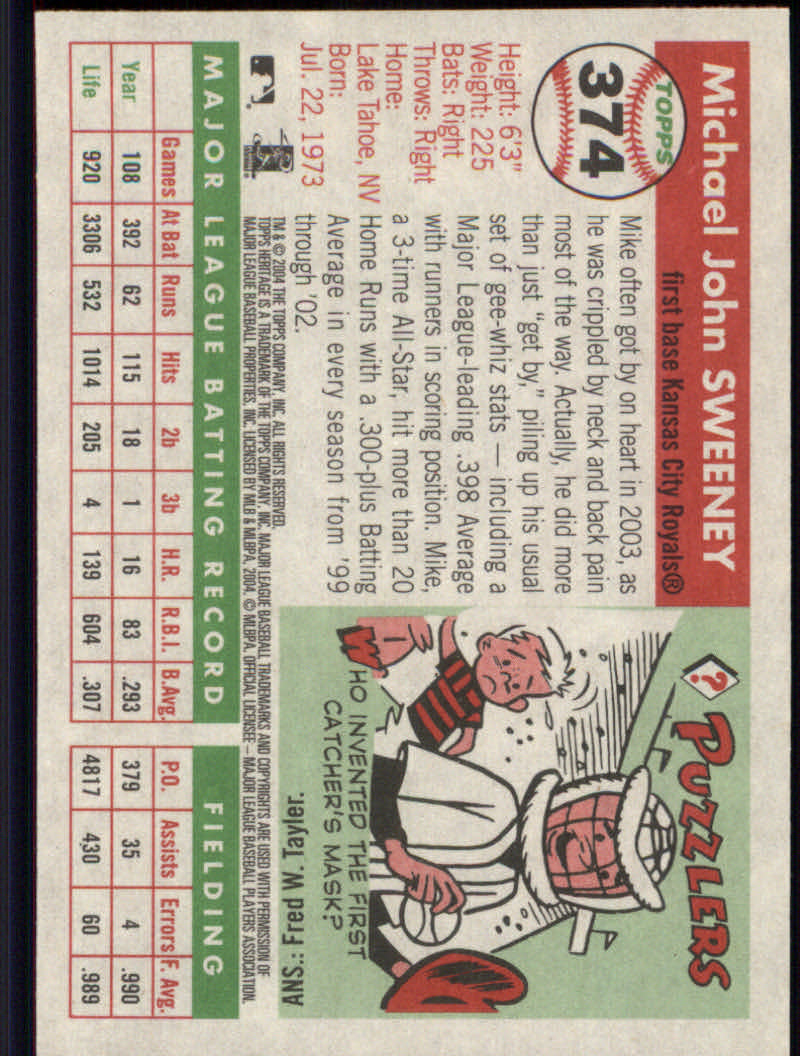 TOPPS
374
Michael John SWEENEY
first base Kansas City Royals®
Height: 6'3"
Weight: 225
Bats: Right
Throws: Right
Home:
Lake Tahoe, NV
Born:
Jul. 22, 1973
Mike often got by on heart in 2003, as
he was crippled by neck and back pain
most of the way. Actually, he did more
than just "get by," piling up his usual
set of gee-whiz stats — including a
Major League-leading .398 Average
with runners in scoring position. Mike,
a 3-time All-Star, hit more than 20
Home Runs with a .300-plus Batting
Average in every season from '99
through '02.
? PUZZLERS
WHO INVENTED THE FIRST
CATCHER'S MASK?
ANS.: Fred W. Tayler.
TM & © 2004 THE TOPPS COMPANY, INC. ALL RIGHTS RESERVED.
TOPPS HERITAGE IS A TRADEMARK OF THE TOPPS COMPANY, INC. MAJOR LEAGUE BASEBALL TRADEMARKS AND COPYRIGHTS ARE USED WITH PERMISSION OF
MAJOR LEAGUE BASEBALL PROPERTIES, INC. LICENSED BY MLB & MLBPA, 2004. © MLBPA. OFFICIAL LICENSEE – MAJOR LEAGUE BASEBALL PLAYERS ASSOCIATION.
MAJOR LEAGUE BATTING RECORD FIELDING
Games At Bat Runs Hits 2b 3b H.R. R.B.I. B.Avg. P.O. Assists Errors F. Avg.
Year 108 392 62 115 18 1 16 83 .293 379 35 4 .990
Life 920 3306 532 1014 205 4 139 604 .307 4817 430 60 .989